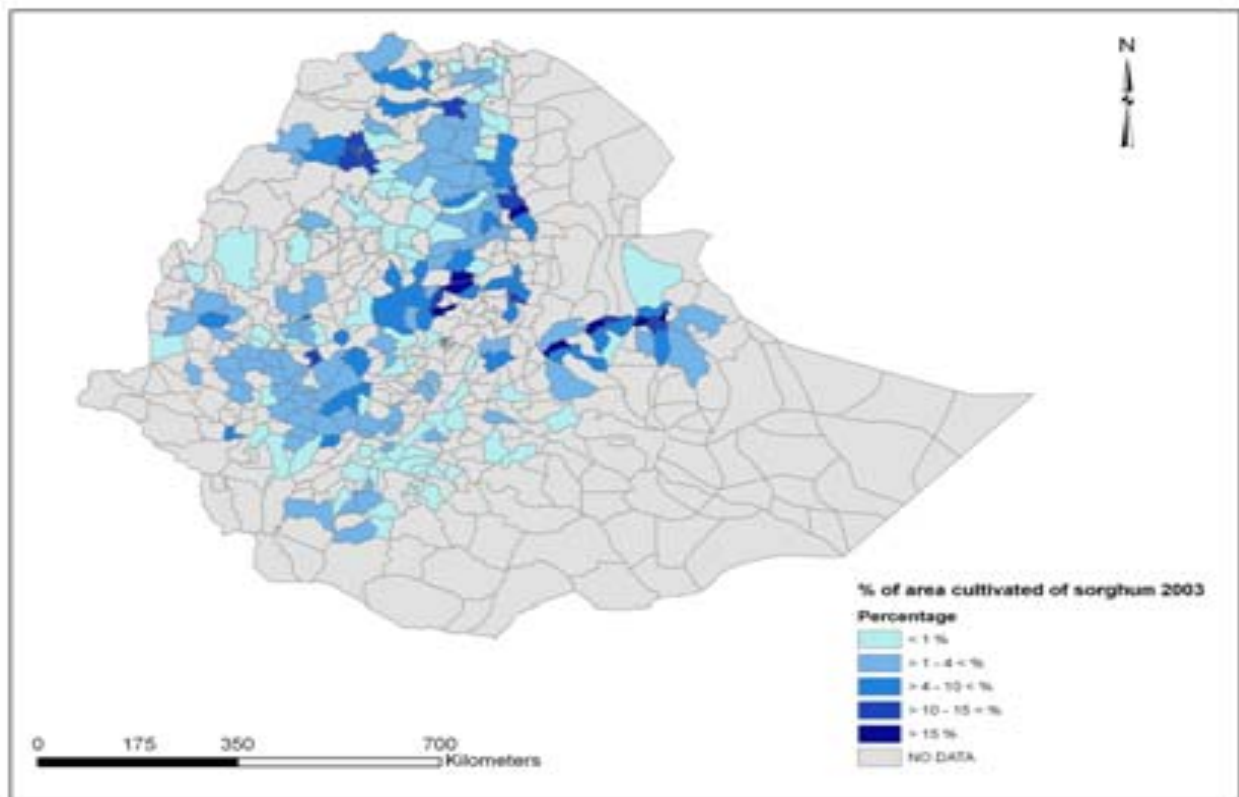 N
% of area cultivated of sorghum 2003
Percentage
< 1 %
> 1 - 4 < %
> 4 - 10 < %
> 10 - 15 < %
> 15 %
NO DATA
0 175 350 700
Kilometers